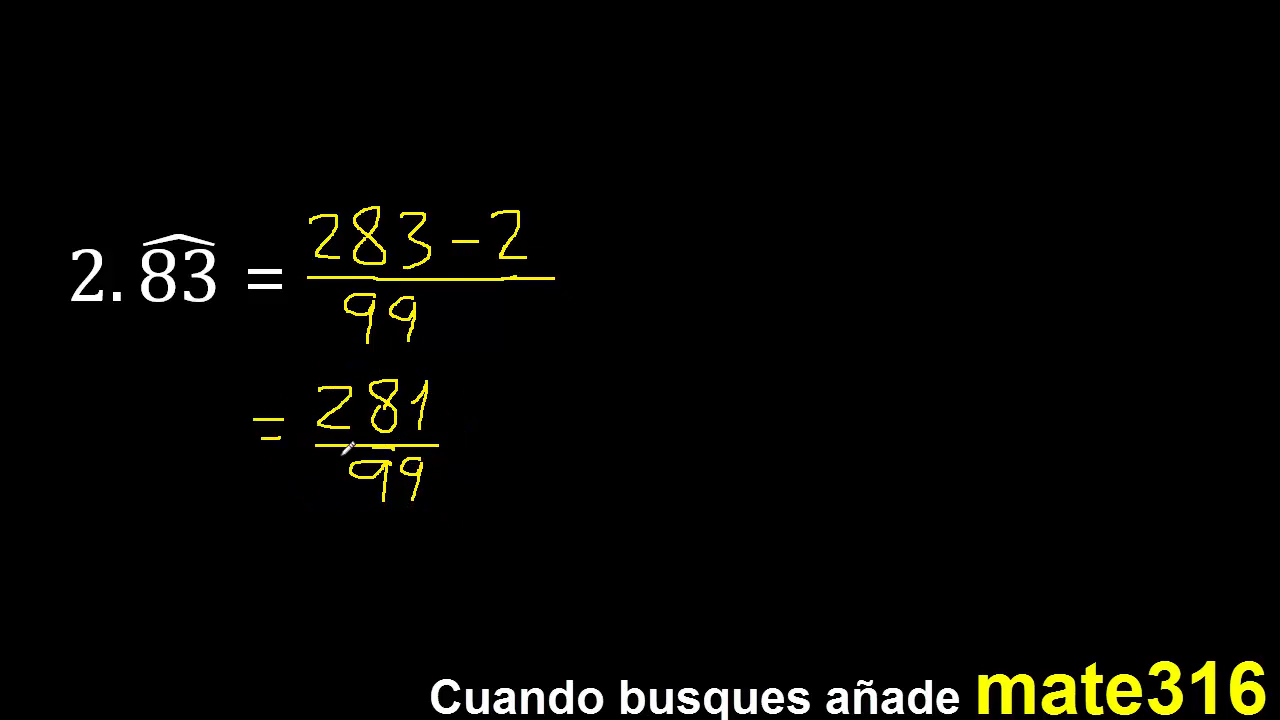 2.83 = 283 - 2
99
= 281
99
Cuando busques añade mate316